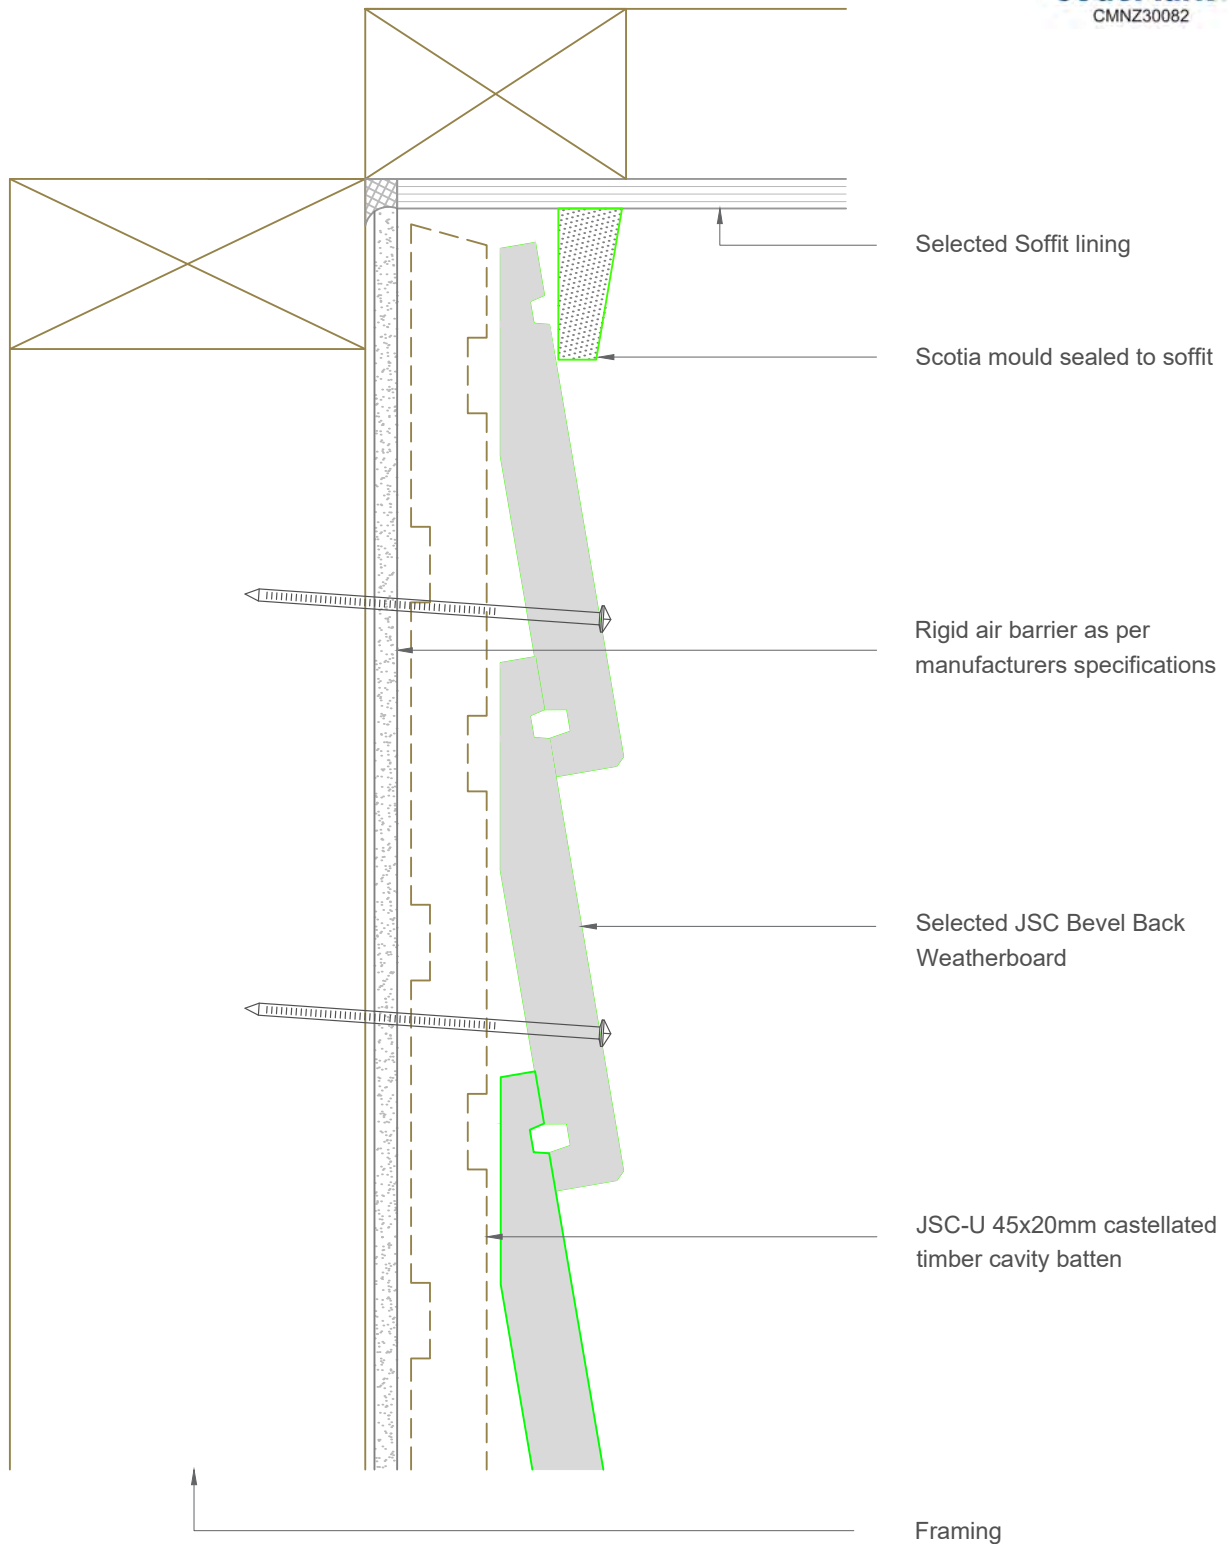 CMNZ30082
Selected Soffit lining
Scotia mould sealed to soffit
Rigid air barrier as per
manufacturers specifications
Selected JSC Bevel Back
Weatherboard
JSC-U 45x20mm castellated
timber cavity batten
Framing